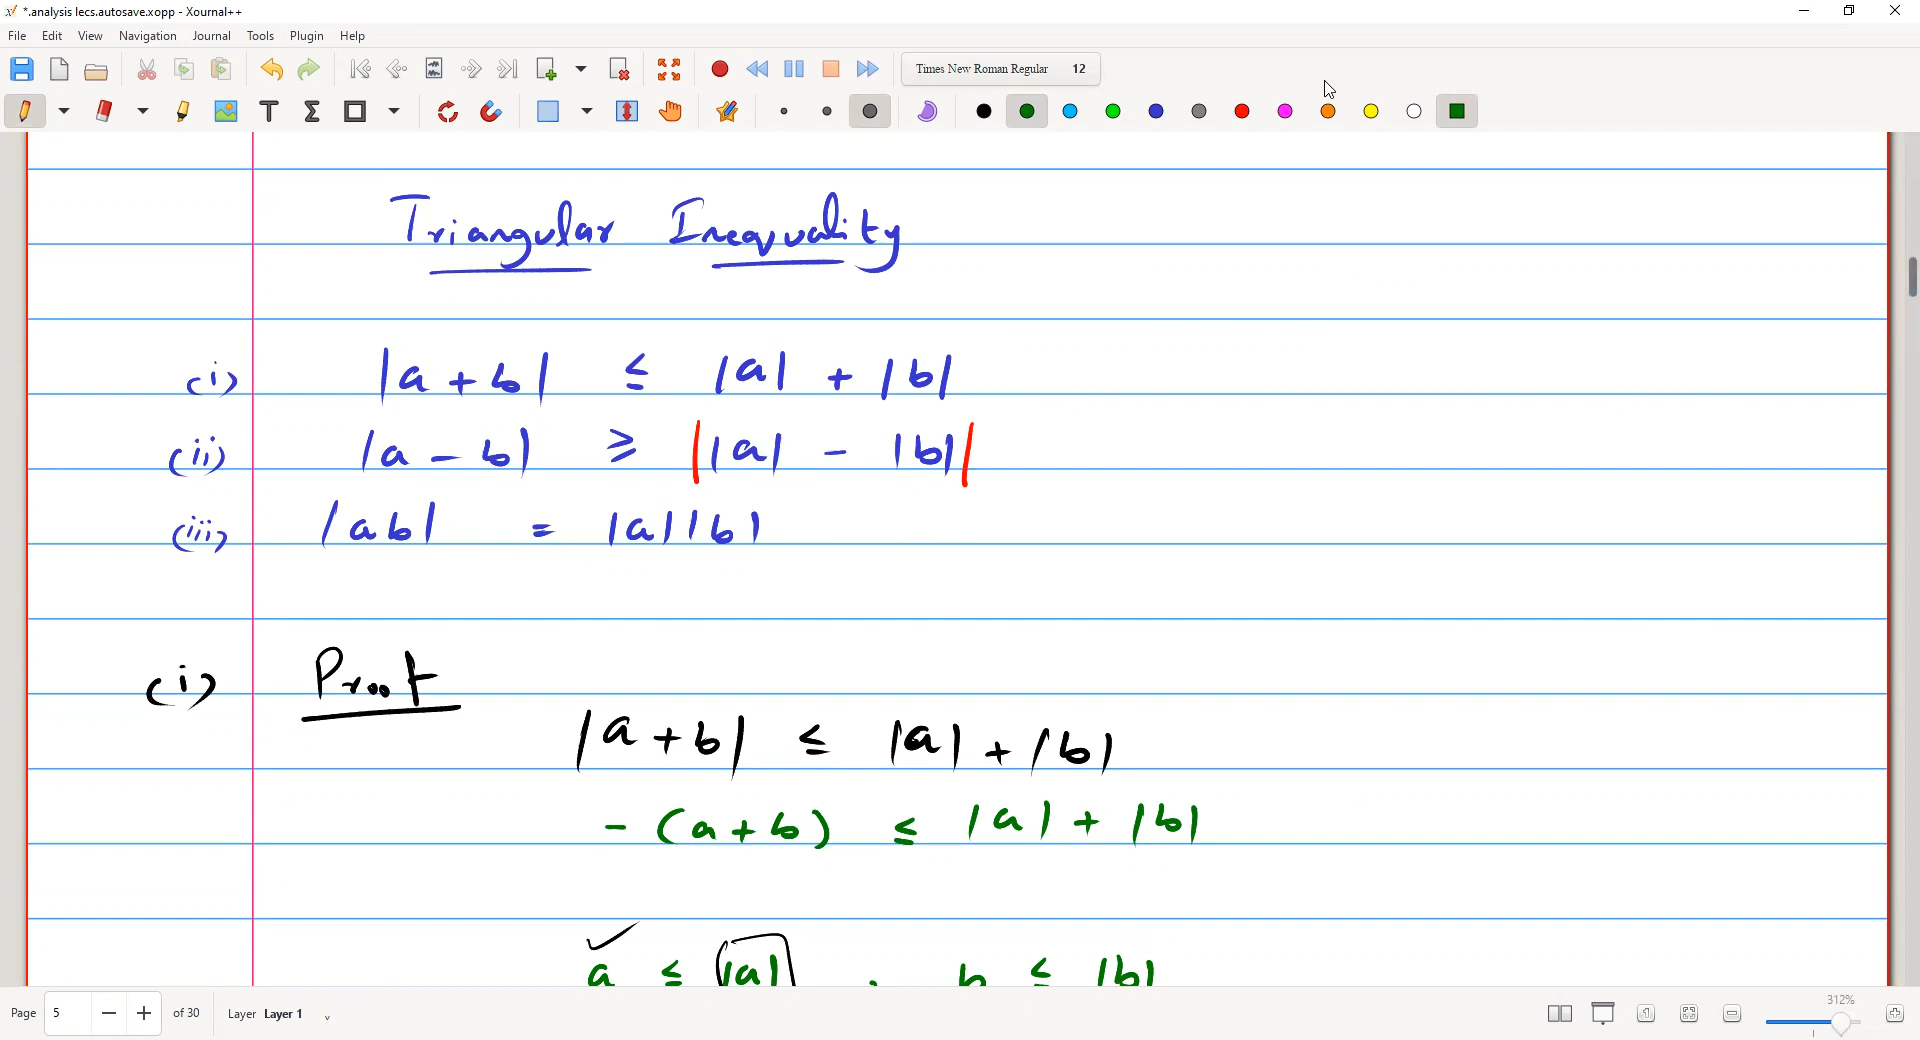 *.analysis lecs.autosave.xopp - Xournal++
File Edit View Navigation Journal Tools Plugin Help
Times New Roman Regular 12
Triangular Inequality
(i) |a + b| ≤ |a| + |b|
(ii) |a - b| ≥ ||a| - |b||
(iii) |ab| = |a||b|
(i) Proof
|a + b| ≤ |a| + |b|
- (a + b) ≤ |a| + |b|
a ≤ |a| , b ≤ |b|
Page 5 of 30 Layer Layer 1 312%